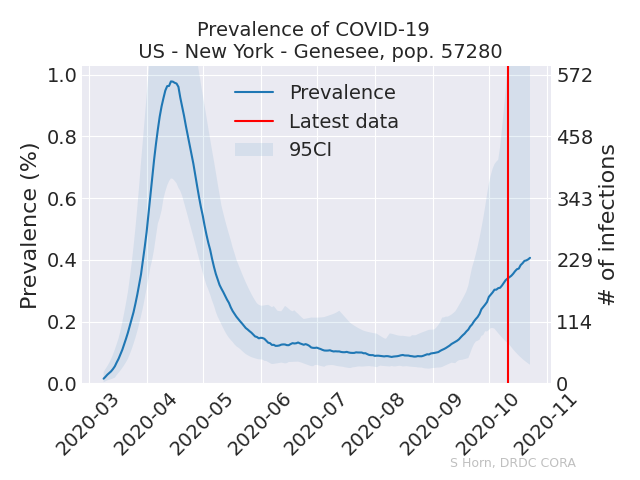 Prevalence of COVID-19
US - New York - Genesee, pop. 57280
Prevalence (%)
1.0
0.8
0.6
0.4
0.2
0.0
Prevalence
Latest data
95CI
572
458
343
229
114
0
# of infections
2020-03
2020-04
2020-05
2020-06
2020-07
2020-08
2020-09
2020-10
2020-11
S Horn, DRDC CORA